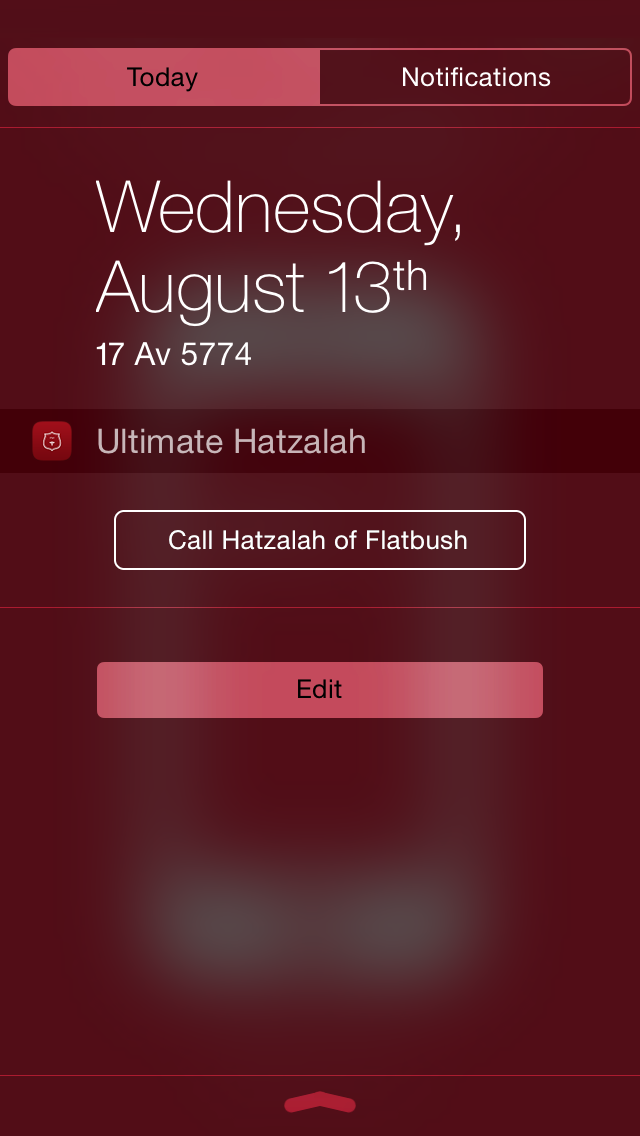 Today
Notifications
Wednesday,
August 13th
17 Av 5774
Ultimate Hatzalah
Call Hatzalah of Flatbush
Edit